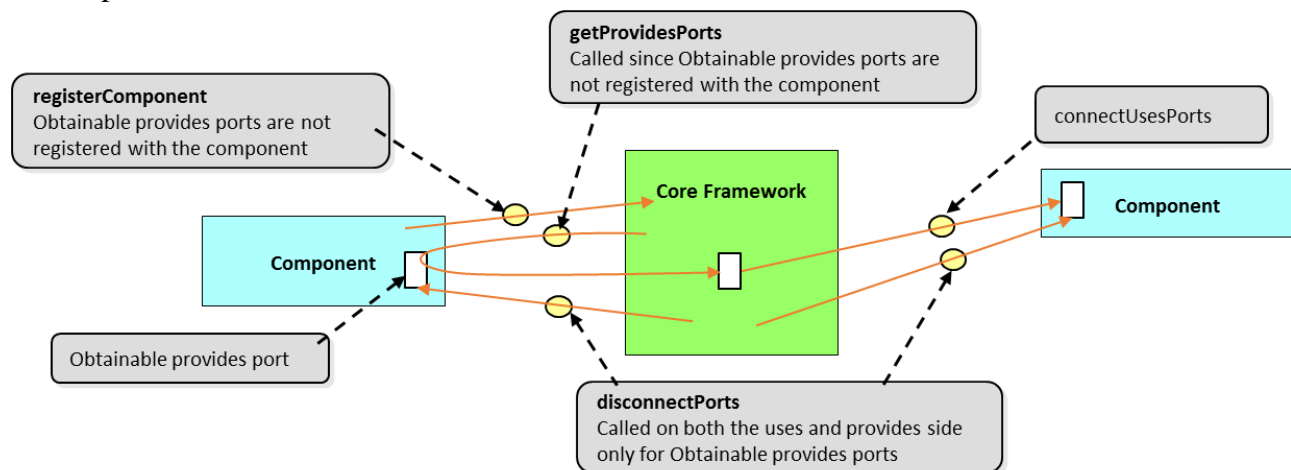 getProvidesPorts
Called since Obtainable provides ports are
not registered with the component
registerComponent
Obtainable provides ports are not
registered with the component
connectUsesPorts
Core Framework
Component
Component
Obtainable provides port
disconnectPorts
Called on both the uses and provides side
only for Obtainable provides ports